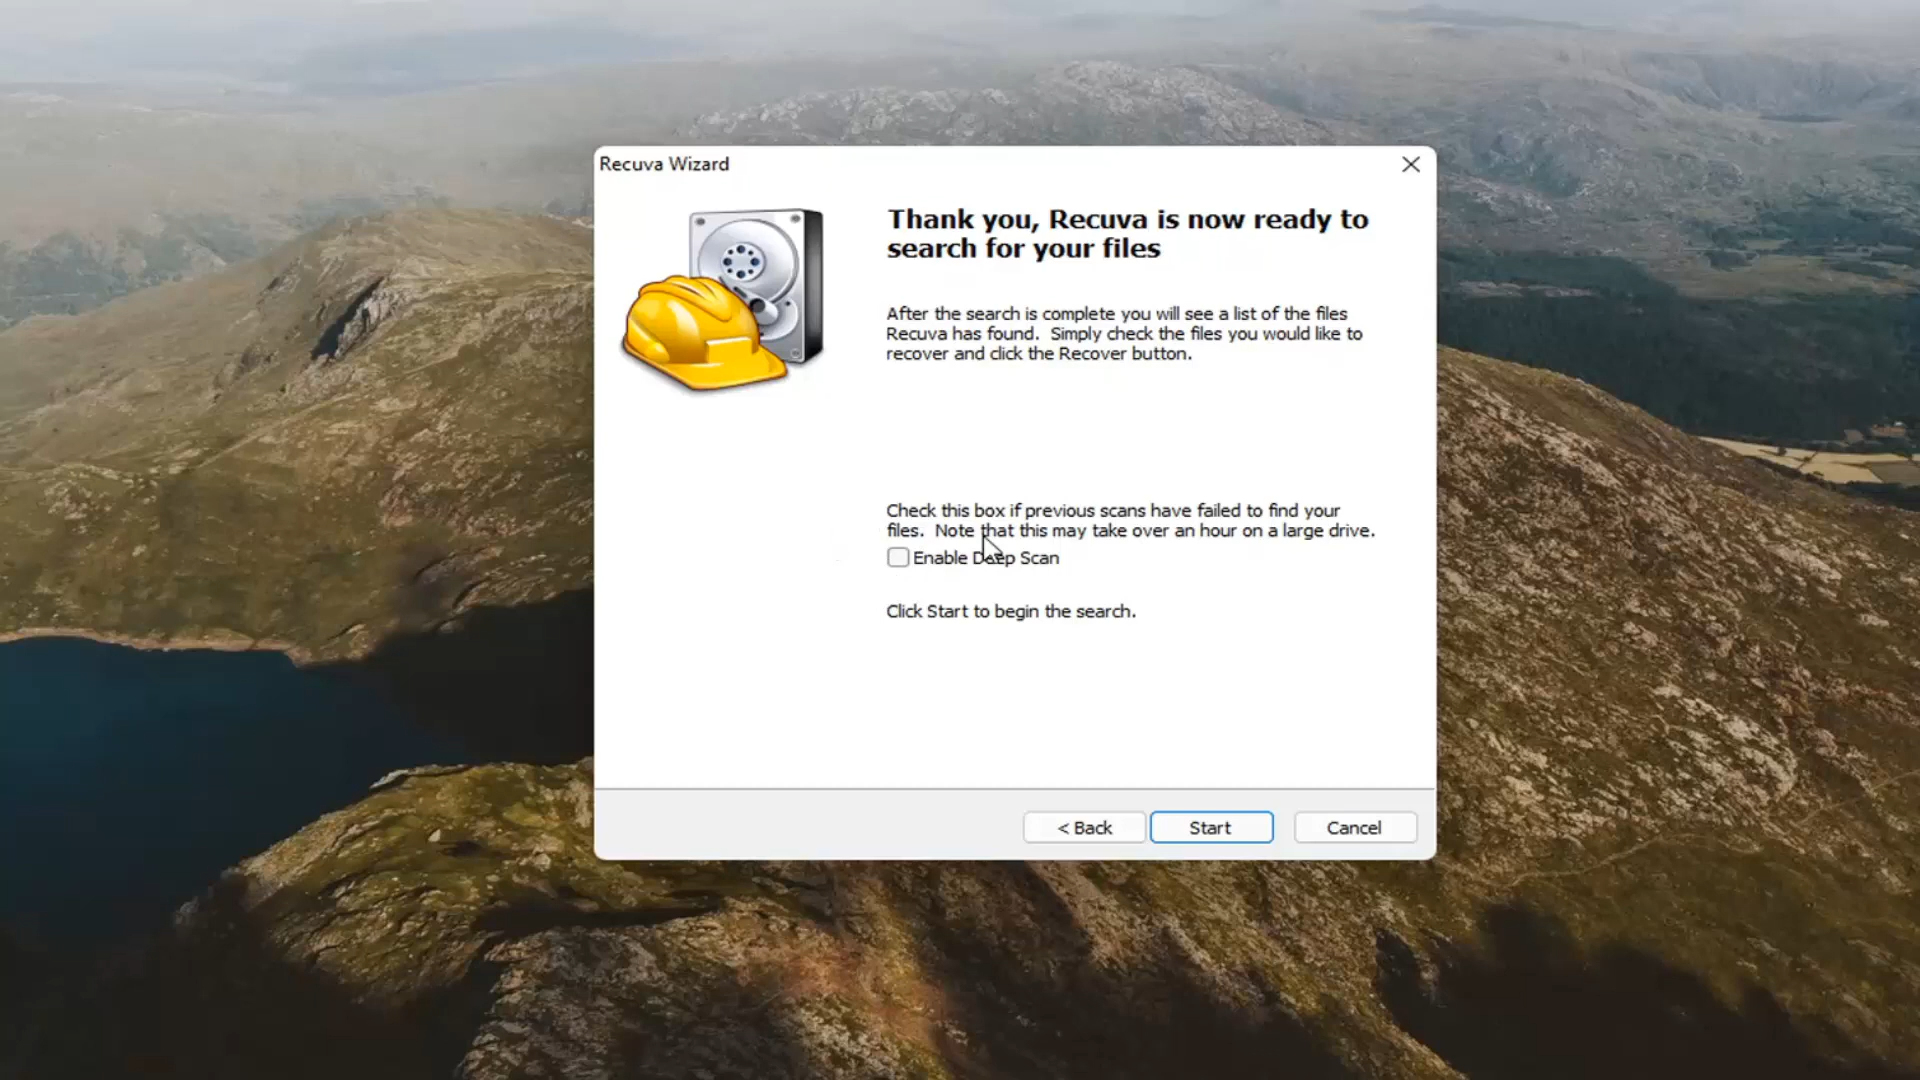 Recuva Wizard
Thank you, Recuva is now ready to
search for your files
After the search is complete you will see a list of the files
Recuva has found.  Simply check the files you would like to
recover and click the Recover button.
Check this box if previous scans have failed to find your
files.  Note that this may take over an hour on a large drive.
Enable Deep Scan
Click Start to begin the search.
< Back
Start
Cancel